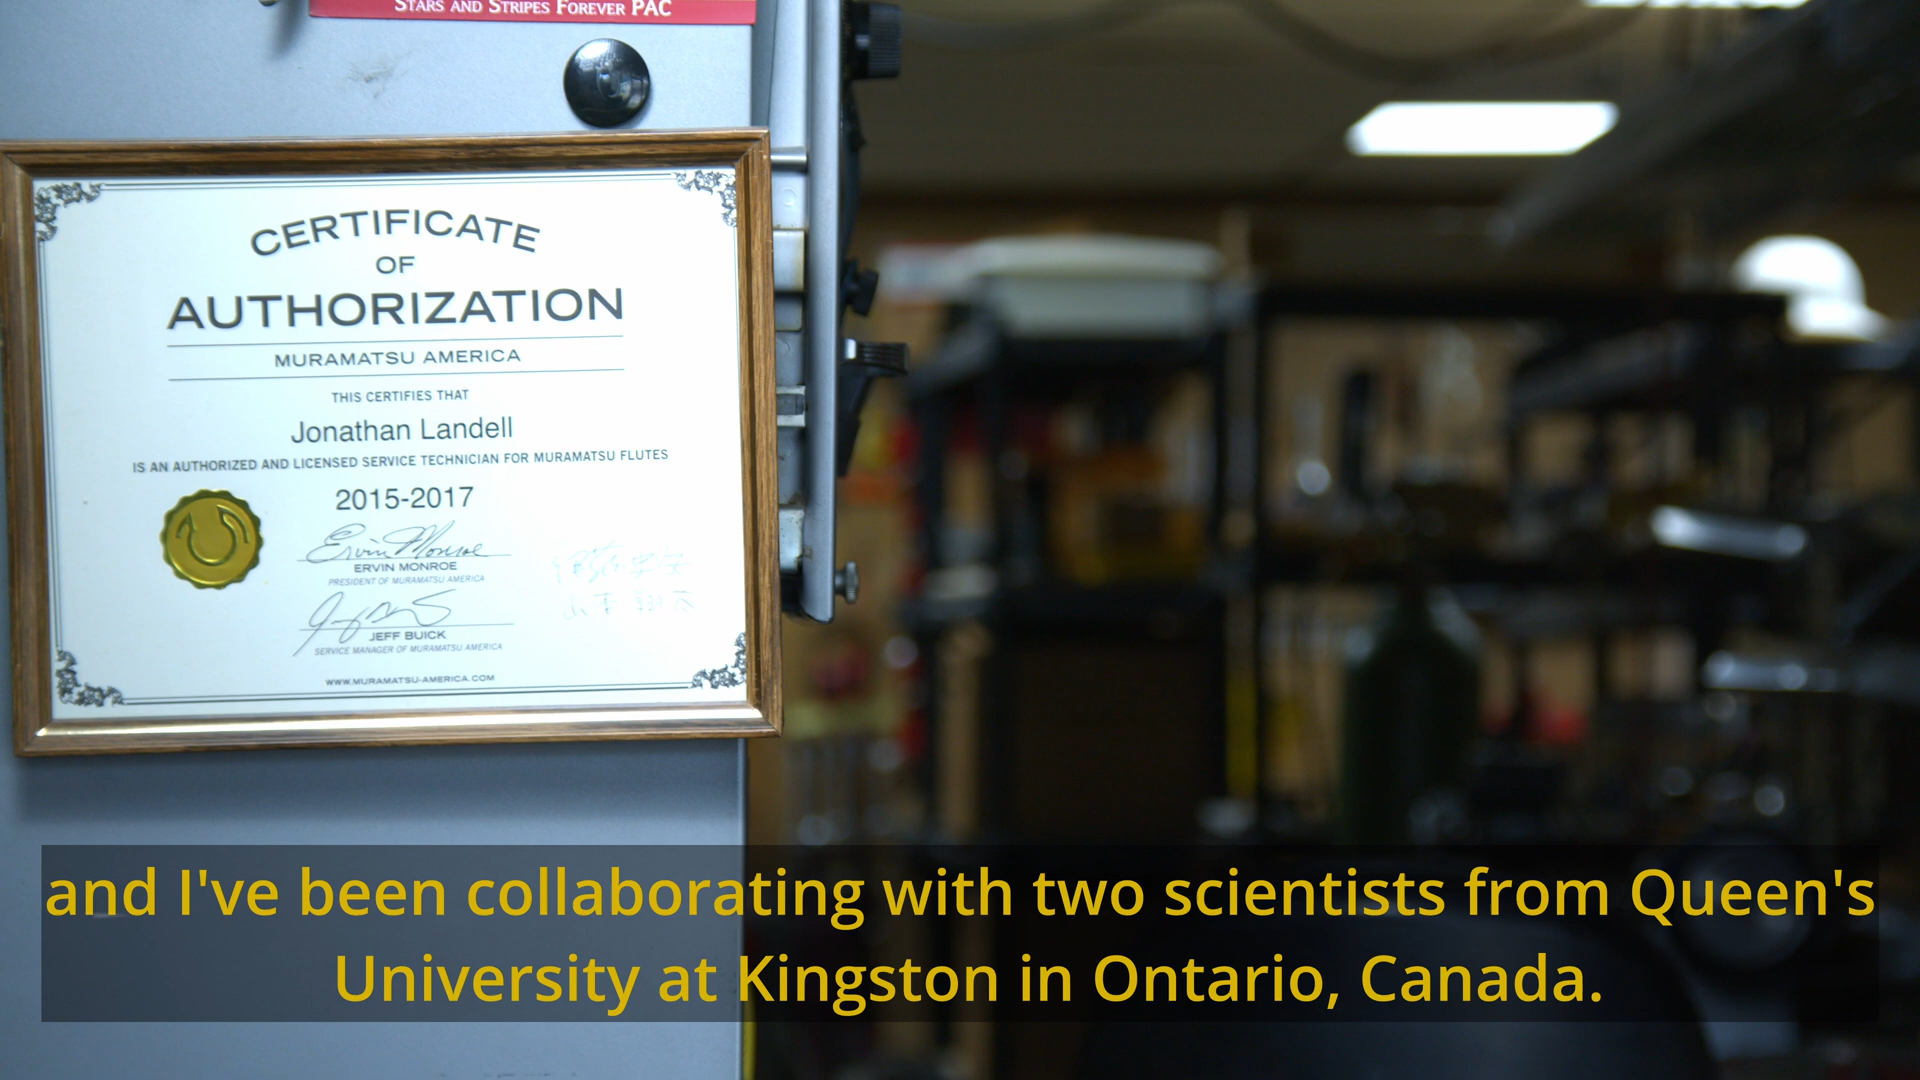 STARS AND STRIPES FOREVER PAC
CERTIFICATE
OF
AUTHORIZATION
MURAMATSU AMERICA
THIS CERTIFIES THAT
Jonathan Landell
IS AN AUTHORIZED AND LICENSED SERVICE TECHNICIAN FOR MURAMATSU FLUTES
2015-2017
Ervin Monroe
ERVIN MONROE
PRESIDENT OF MURAMATSU AMERICA
JEFF BUICK
SERVICE MANAGER OF MURAMATSU AMERICA
WWW.MURAMATSU-AMERICA.COM
and I've been collaborating with two scientists from Queen's
University at Kingston in Ontario, Canada.